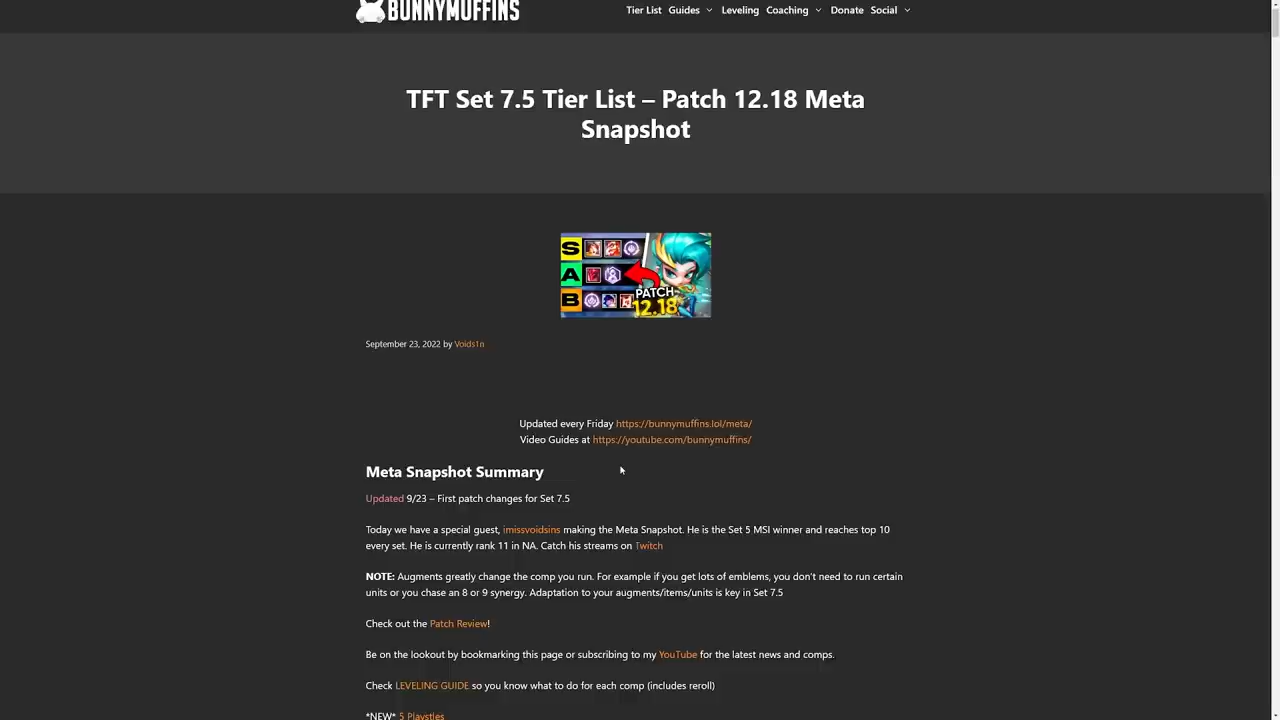 BUNNYMUFFINS
Tier List Guides Leveling Coaching Donate Social
TFT Set 7.5 Tier List – Patch 12.18 Meta
Snapshot
S
A
B
PATCH
12.18
September 23, 2022 by Voids1n
Updated every Friday https://bunnymuffins.lol/meta/
Video Guides at https://youtube.com/bunnymuffins/
Meta Snapshot Summary
Updated 9/23 – First patch changes for Set 7.5
Today we have a special guest, imissvoidsins making the Meta Snapshot. He is the Set 5 MSI winner and reaches top 10
every set. He is currently rank 11 in NA. Catch his streams on Twitch
NOTE: Augments greatly change the comp you run. For example if you get lots of emblems, you don't need to run certain
units or you chase an 8 or 9 synergy. Adaptation to your augments/items/units is key in Set 7.5
Check out the Patch Review!
Be on the lookout by bookmarking this page or subscribing to my YouTube for the latest news and comps.
Check LEVELING GUIDE so you know what to do for each comp (includes reroll)
*NEW* 5 Playstles